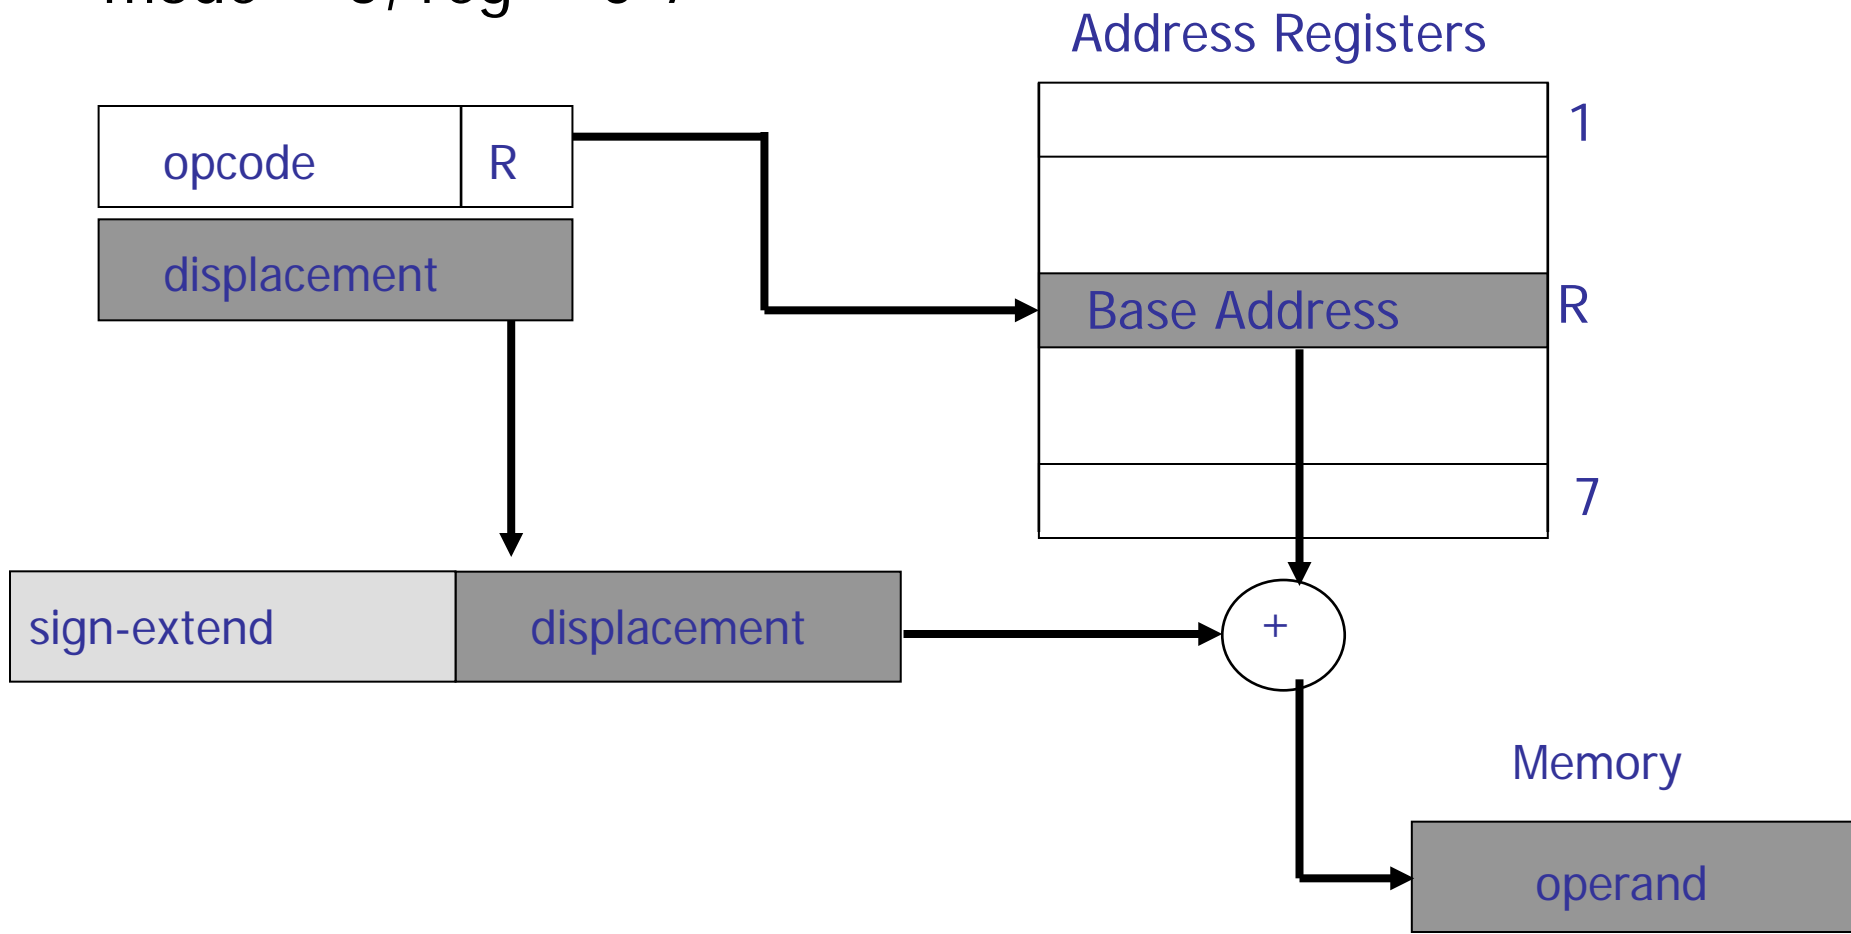 Address Registers
1
opcode R
displacement
Base Address R
7
sign-extend displacement
+
Memory
operand